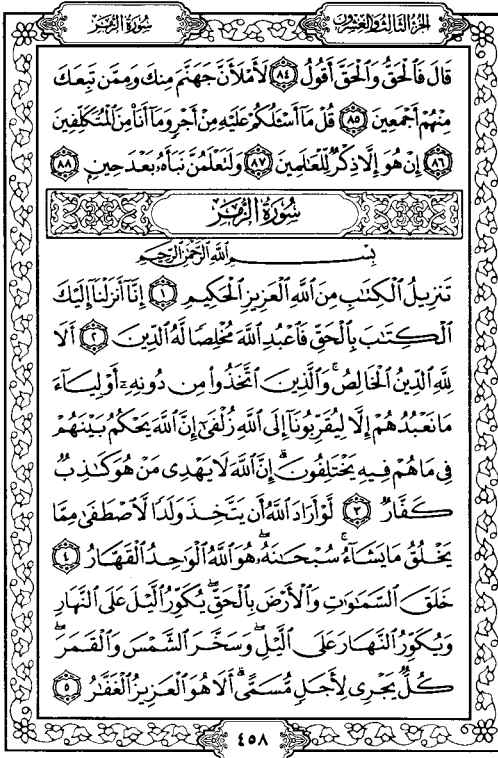 الجزء الثالث والعشرون
سورة الزمر
قَالَ فَٱلْحَقُّ وَٱلْحَقَّ أَقُولُ ٨٤ لَأَمْلَأَنَّ جَهَنَّمَ مِنكَ وَمِمَّن تَبِعَكَ
مِنْهُمْ أَجْمَعِينَ ٨٥ قُلْ مَآ أَسْـَٔلُكُمْ عَلَيْهِ مِنْ أَجْرٍ وَمَآ أَنَا۠ مِنَ ٱلْمُتَكَلِّفِينَ
٨٦ إِنْ هُوَ إِلَّا ذِكْرٌ لِّلْعَـٰلَمِينَ ٨٧ وَلَتَعْلَمُنَّ نَبَأَهُۥ بَعْدَ حِينٍ ٨٨
سُورَةُ الزُّمَرِ
بِسْمِ ٱللَّهِ ٱلرَّحْمَـٰنِ ٱلرَّحِيمِ
تَنزِيلُ ٱلْكِتَـٰبِ مِنَ ٱللَّهِ ٱلْعَزِيزِ ٱلْحَكِيمِ ١ إِنَّآ أَنزَلْنَآ إِلَيْكَ
ٱلْكِتَـٰبَ بِٱلْحَقِّ فَٱعْبُدِ ٱللَّهَ مُخْلِصًا لَّهُ ٱلدِّينَ ٢ أَلَا
لِلَّهِ ٱلدِّينُ ٱلْخَالِصُ ۚ وَٱلَّذِينَ ٱتَّخَذُوا۟ مِن دُونِهِۦٓ أَوْلِيَآءَ
مَا نَعْبُدُهُمْ إِلَّا لِيُقَرِّبُونَآ إِلَى ٱللَّهِ زُلْفَىٰٓ إِنَّ ٱللَّهَ يَحْكُمُ بَيْنَهُمْ
فِى مَا هُمْ فِيهِ يَخْتَلِفُونَ ۗ إِنَّ ٱللَّهَ لَا يَهْدِى مَنْ هُوَ كَـٰذِبٌ
كَفَّارٌ ٣ لَّوْ أَرَادَ ٱللَّهُ أَن يَتَّخِذَ وَلَدًا لَّٱصْطَفَىٰ مِمَّا
يَخْلُقُ مَا يَشَآءُ ۚ سُبْحَـٰنَهُۥ ۖ هُوَ ٱللَّهُ ٱلْوَٰحِدُ ٱلْقَهَّارُ ٤
خَلَقَ ٱلسَّمَـٰوَٰتِ وَٱلْأَرْضَ بِٱلْحَقِّ ۖ يُكَوِّرُ ٱلَّيْلَ عَلَى ٱلنَّهَارِ
وَيُكَوِّرُ ٱلنَّهَارَ عَلَى ٱلَّيْلِ ۖ وَسَخَّرَ ٱلشَّمْسَ وَٱلْقَمَرَ ۖ
كُلٌّ يَجْرِى لِأَجَلٍ مُّسَمًّى ۗ أَلَا هُوَ ٱلْعَزِيزُ ٱلْغَفَّـٰرُ ٥
٤٥٨